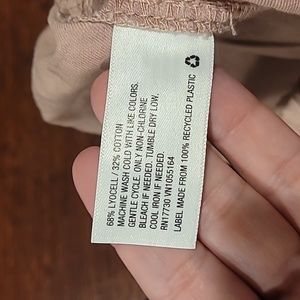 68% LYOCELL / 32% COTTON
MACHINE WASH COLD WITH LIKE COLORS.
GENTLE CYCLE. ONLY NON-CHLORINE
BLEACH IF NEEDED. TUMBLE DRY LOW.
COOL IRON IF NEEDED.
RN17730 VN1055164
LABEL MADE FROM 100% RECYCLED PLASTIC